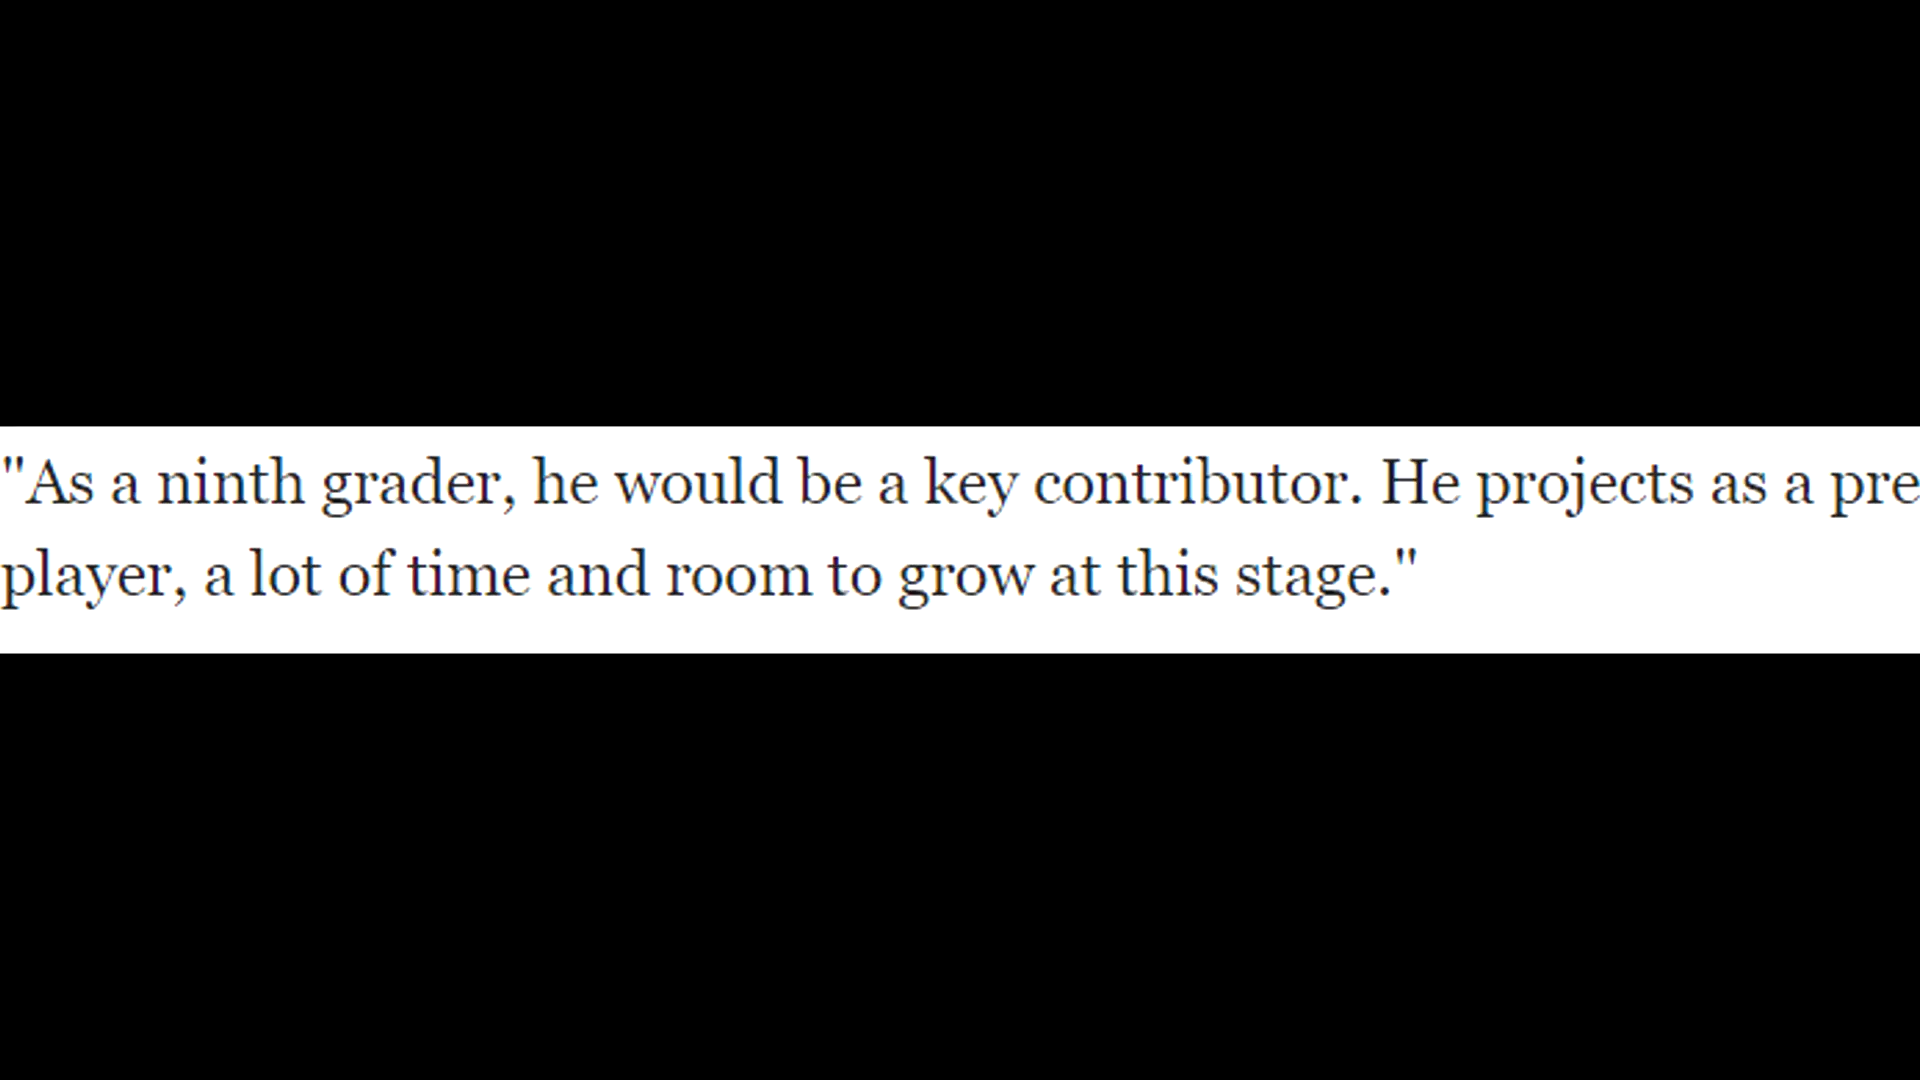 "As a ninth grader, he would be a key contributor. He projects as a pre
player, a lot of time and room to grow at this stage."